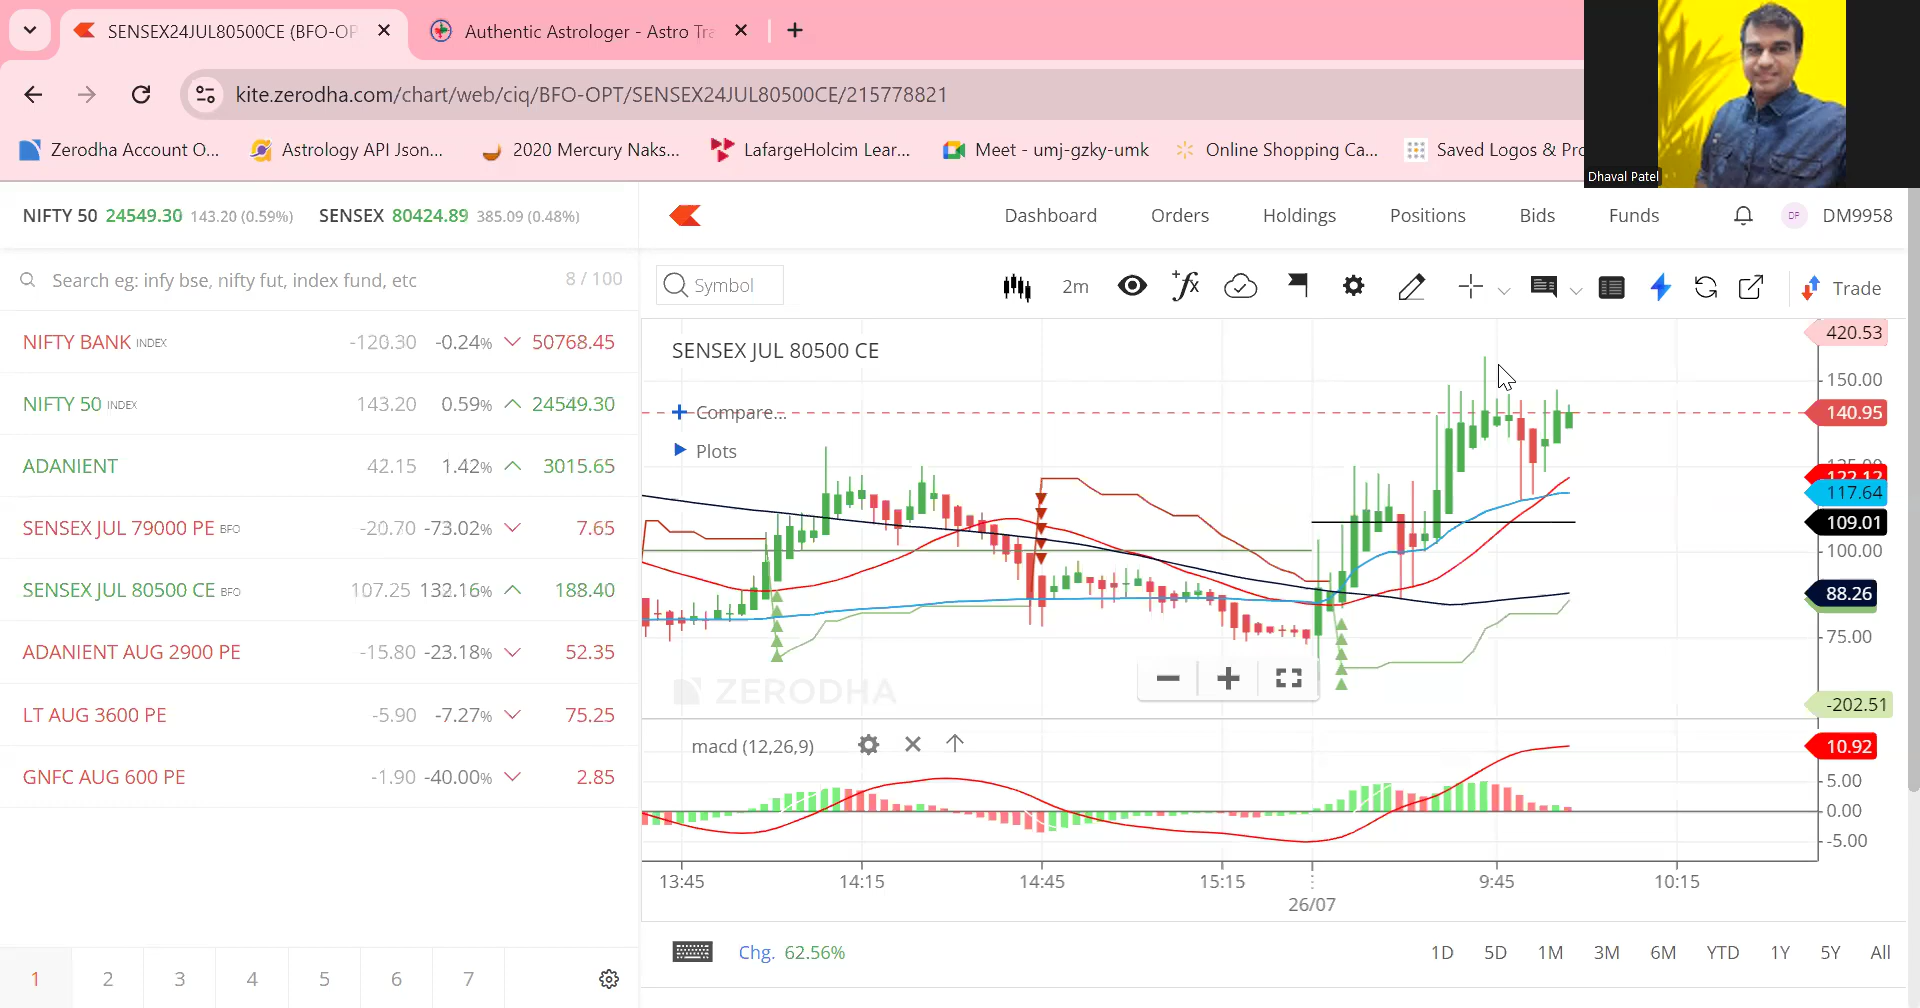 SENSEX24JUL80500CE (BFO-OP
Authentic Astrologer - Astro Tra
kite.zerodha.com/chart/web/ciq/BFO-OPT/SENSEX24JUL80500CE/215778821
Zerodha Account O...
Astrology API Json...
2020 Mercury Naks...
LafargeHolcim Lear...
Meet - umj-gzky-umk
Online Shopping Ca...
Saved Logos & Pro
Dhaval Patel
NIFTY 50 24549.30 143.20 (0.59%) SENSEX 80424.89 385.09 (0.48%)
Dashboard Orders Holdings Positions Bids Funds DP DM9958
Search eg: infy bse, nifty fut, index fund, etc 8 / 100
Symbol 2m Trade
NIFTY BANK INDEX -120.30 -0.24% 50768.45
NIFTY 50 INDEX 143.20 0.59% 24549.30
ADANIENT 42.15 1.42% 3015.65
SENSEX JUL 79000 PE BFO -20.70 -73.02% 7.65
SENSEX JUL 80500 CE BFO 107.25 132.16% 188.40
ADANIENT AUG 2900 PE -15.80 -23.18% 52.35
LT AUG 3600 PE -5.90 -7.27% 75.25
GNFC AUG 600 PE -1.90 -40.00% 2.85
1 2 3 4 5 6 7
SENSEX JUL 80500 CE
Compare...
Plots
ZERODHA
420.53
150.00
140.95
117.64
109.01
100.00
88.26
75.00
-202.51
macd (12,26,9)
10.92
5.00
0.00
-5.00
13:45 14:15 14:45 15:15 9:45 10:15
26/07
Chg. 62.56%
1D 5D 1M 3M 6M YTD 1Y 5Y All